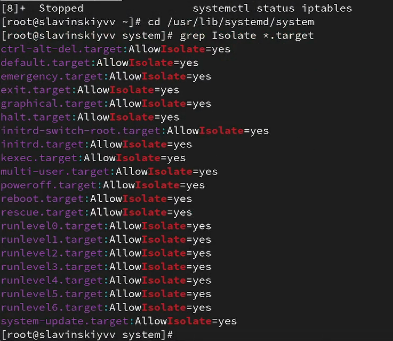 [8]+  Stopped                 systemctl status iptables
[root@slavinskiyvv ~]# cd /usr/lib/systemd/system
[root@slavinskiyvv system]# grep Isolate *.target
ctrl-alt-del.target:AllowIsolate=yes
default.target:AllowIsolate=yes
emergency.target:AllowIsolate=yes
exit.target:AllowIsolate=yes
graphical.target:AllowIsolate=yes
halt.target:AllowIsolate=yes
initrd-switch-root.target:AllowIsolate=yes
initrd.target:AllowIsolate=yes
kexec.target:AllowIsolate=yes
multi-user.target:AllowIsolate=yes
poweroff.target:AllowIsolate=yes
reboot.target:AllowIsolate=yes
rescue.target:AllowIsolate=yes
runlevel0.target:AllowIsolate=yes
runlevel1.target:AllowIsolate=yes
runlevel2.target:AllowIsolate=yes
runlevel3.target:AllowIsolate=yes
runlevel4.target:AllowIsolate=yes
runlevel5.target:AllowIsolate=yes
runlevel6.target:AllowIsolate=yes
system-update.target:AllowIsolate=yes
[root@slavinskiyvv system]#